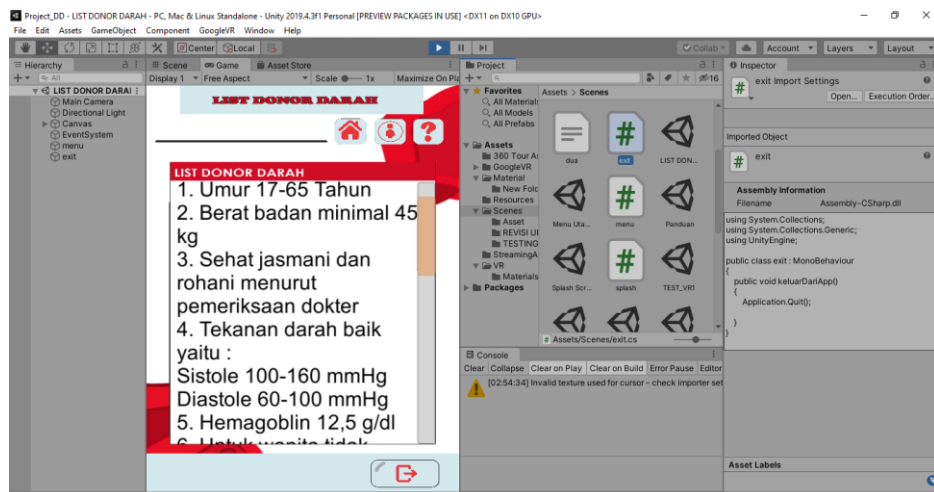 Project_DD - LIST DONOR DARAH - PC, Mac & Linux Standalone - Unity 2019.4.3f1 Personal [PREVIEW PACKAGES IN USE] <DX11 on DX10 GPU>
File Edit Assets GameObject Component GoogleVR Window Help
Center Local Collab Account Layers Layout
Hierarchy
All
LIST DONOR DARAI
Main Camera
Directional Light
Canvas
EventSystem
menu
exit
Scene Game Asset Store
Display 1 Free Aspect Scale 1x Maximize On Pla
LIST DONOR DARAH
?
LIST DONOR DARAH
1. Umur 17-65 Tahun
2. Berat badan minimal 45
kg
3. Sehat jasmani dan
rohani menurut
pemeriksaan dokter
4. Tekanan darah baik
yaitu :
Sistole 100-160 mmHg
Diastole 60-100 mmHg
5. Hemagoblin 12,5 g/dl
6. Untuk wanita tidak
Project
16
Favorites
All Material
All Models
All Prefabs
Assets
360 Tour A
GoogleVR
Material
New Fold
Resources
Scenes
Asset
REVISI UI
TESTING
StreamingA
VR
Materials
Packages
Assets > Scenes
dua exit LIST DON...
Menu Uta... menu Panduan
Splash Scr... splash TEST_VR1
Assets/Scenes/exit.cs
Console
Clear Collapse Clear on Play Clear on Build Error Pause Editor
[02:54:34] Invalid texture used for cursor - check importer set
Inspector
exit Import Settings
Open... Execution Order..
Imported Object
exit
Assembly Information
Filename Assembly-CSharp.dll
using System.Collections;
using System.Collections.Generic;
using UnityEngine;
public class exit : MonoBehaviour
{
public void keluarDariApp()
{
Application.Quit();
}
}
Asset Labels